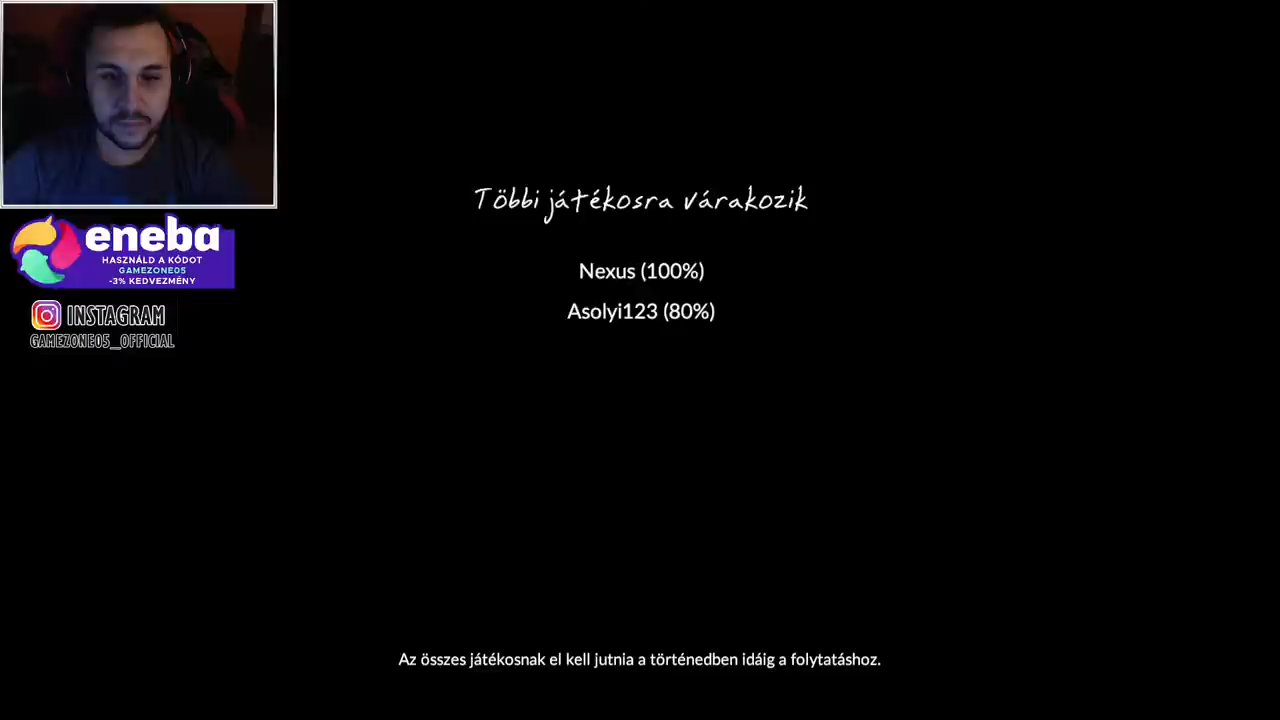 eneba
HASZNÁLD A KÓDOT
GAMEZONE05
-3% KEDVEZMÉNY
INSTAGRAM
GAMEZONE05_OFFICIAL
Többi játékosra várakozik
Nexus (100%)
Asolyi123 (80%)
Az összes játékosnak el kell jutnia a történedben idáig a folytatáshoz.